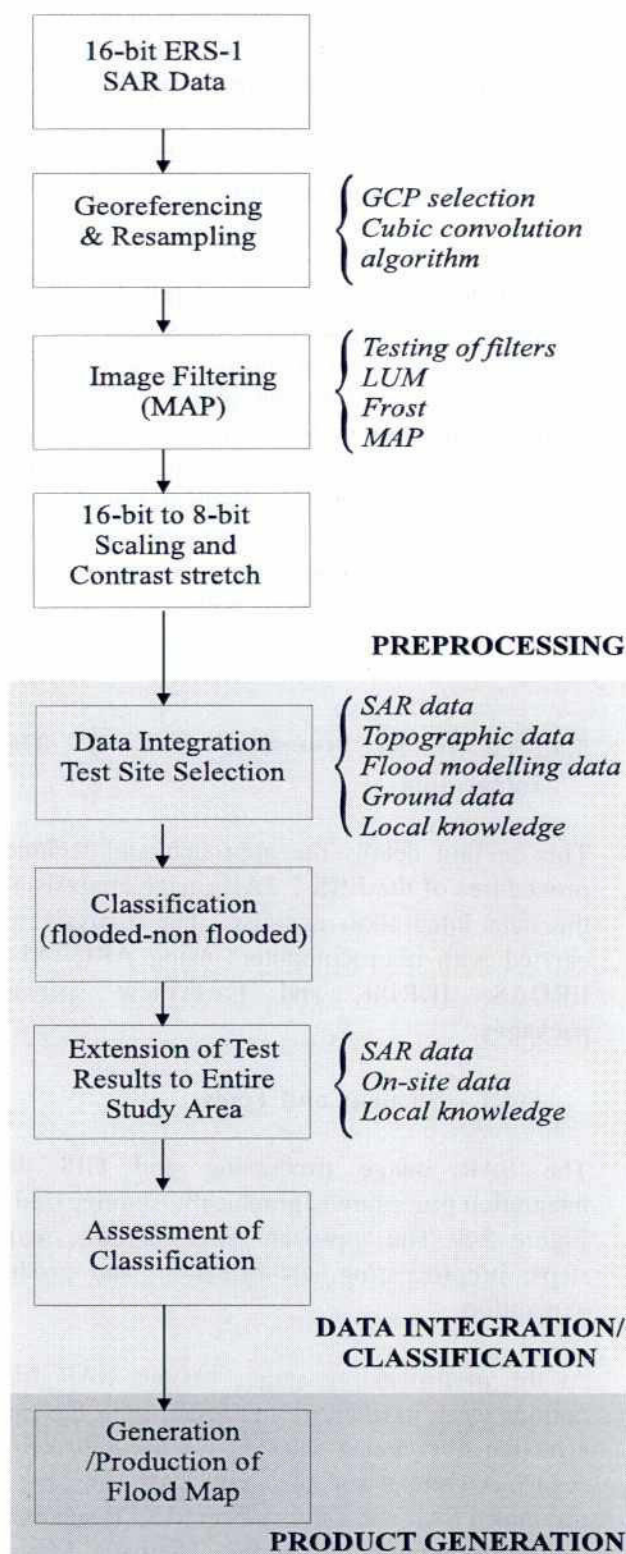 16-bit ERS-1
SAR Data
Georeferencing
& Resampling
GCP selection
Cubic convolution
algorithm
Image Filtering
(MAP)
Testing of filters
LUM
Frost
MAP
16-bit to 8-bit
Scaling and
Contrast stretch
PREPROCESSING
Data Integration
Test Site Selection
SAR data
Topographic data
Flood modelling data
Ground data
Local knowledge
Classification
(flooded-non flooded)
Extension of Test
Results to Entire
Study Area
SAR data
On-site data
Local knowledge
Assessment of
Classification
DATA INTEGRATION/
CLASSIFICATION
Generation
/Production of
Flood Map
PRODUCT GENERATION